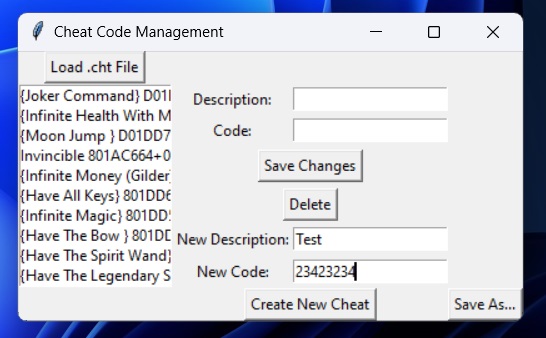 Cheat Code Management
Load .cht File
{Joker Command} D01
{Infinite Health With M
{Moon Jump } D01DD7
Invincible 801AC664+0
{Infinite Money (Gilder)
{Have All Keys} 801DD6
{Infinite Magic} 801DD5
{Have The Bow } 801DD
{Have The Spirit Wand}
{Have The Legendary S
Description:
Code:
Save Changes
Delete
New Description: Test
New Code: 23423234
Create New Cheat
Save As...